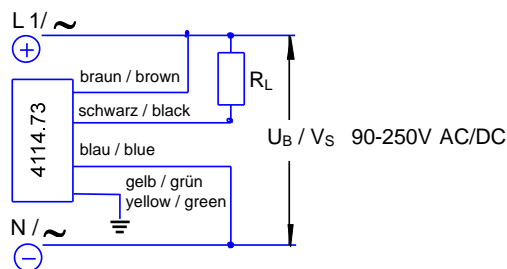 L 1/ ~
+
braun / brown
R_L
schwarz / black
4114.73
U_B / V_S 90-250V AC/DC
blau / blue
gelb / grün
yellow / green
N / ~
−